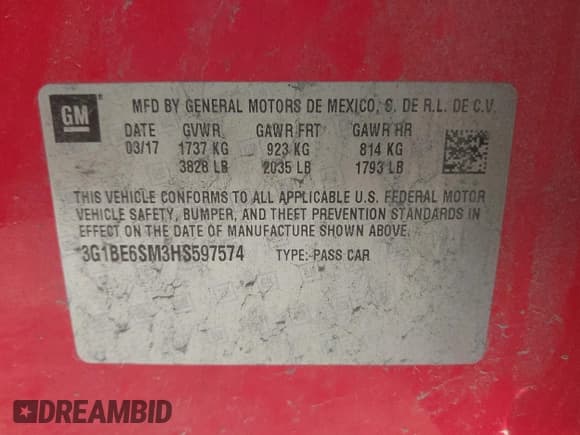 GM ®
MFD BY GENERAL MOTORS DE MEXICO, S. DE R.L. DE C.V.
DATE GVWR GAWR FRT GAWR RR
03/17 1737 KG 923 KG 814 KG
3828 LB 2035 LB 1793 LB
THIS VEHICLE CONFORMS TO ALL APPLICABLE U.S. FEDERAL MOTOR
VEHICLE SAFETY, BUMPER, AND THEFT PREVENTION STANDARDS IN
EFFECT ON THE DATE OF MANUFACTURE SHOWN ABOVE.
3G1BE6SM3HS597574 TYPE: PASS CAR
DREAMBID